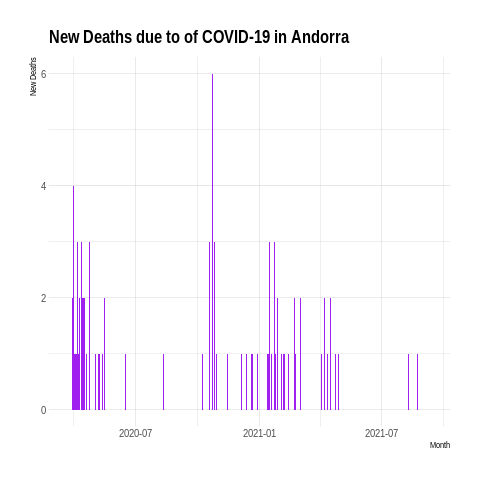 New Deaths due to of COVID-19 in Andorra
New Deaths
6
4
2
0
2020-07
2021-01
2021-07
Month